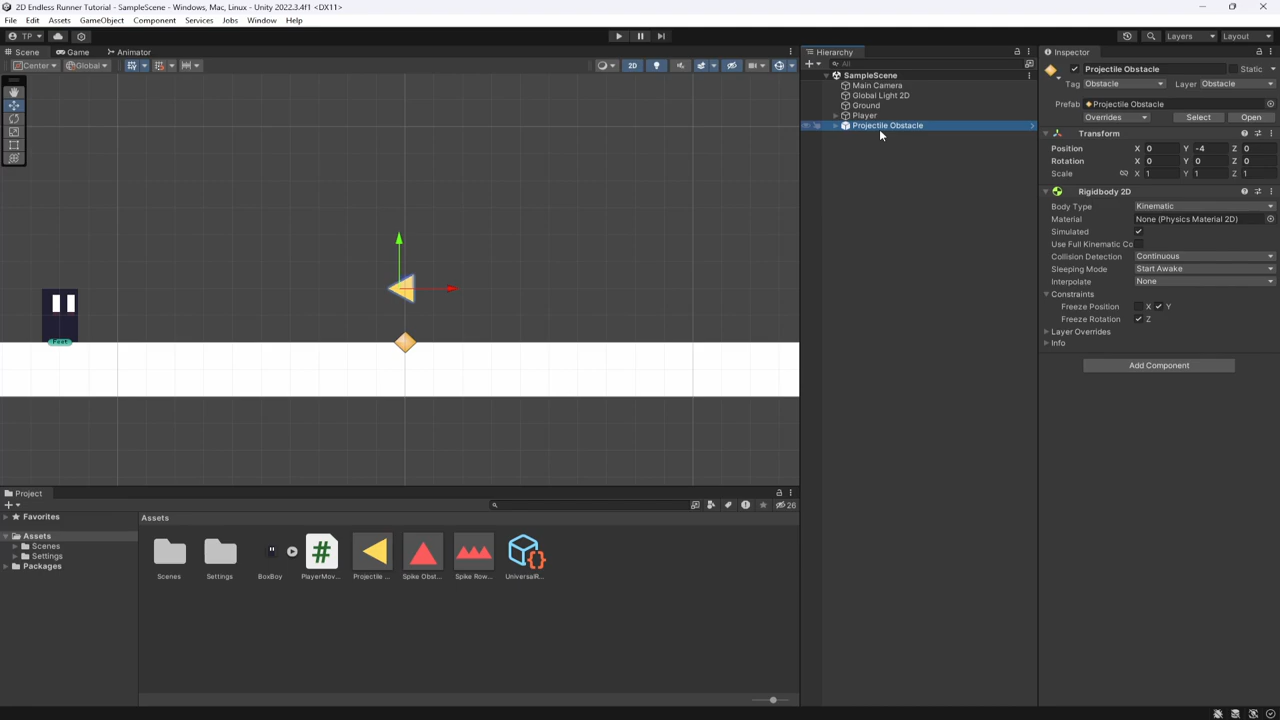 2D Endless Runner Tutorial - SampleScene - Windows, Mac, Linux - Unity 2022.3.4f1 <DX11>
File Edit Assets GameObject Component Services Jobs Window Help
TP Layers Layout
Scene Game Animator
Center Global 2D
Feet
Hierarchy
All
SampleScene
Main Camera
Global Light 2D
Ground
Player
Projectile Obstacle
Inspector
Projectile Obstacle Static
Tag Obstacle Layer Obstacle
Prefab Projectile Obstacle
Overrides Select Open
Transform
Position X 0 Y -4 Z 0
Rotation X 0 Y 0 Z 0
Scale X 1 Y 1 Z 1
Rigidbody 2D
Body Type Kinematic
Material None (Physics Material 2D)
Simulated
Use Full Kinematic Co
Collision Detection Continuous
Sleeping Mode Start Awake
Interpolate None
Constraints
Freeze Position X Y
Freeze Rotation Z
Layer Overrides
Info
Add Component
Project
26
Favorites
Assets
Scenes
Settings
Packages
Assets
Scenes Settings BoxBoy PlayerMov... Projectile ... Spike Obst... Spike Row... UniversalR...